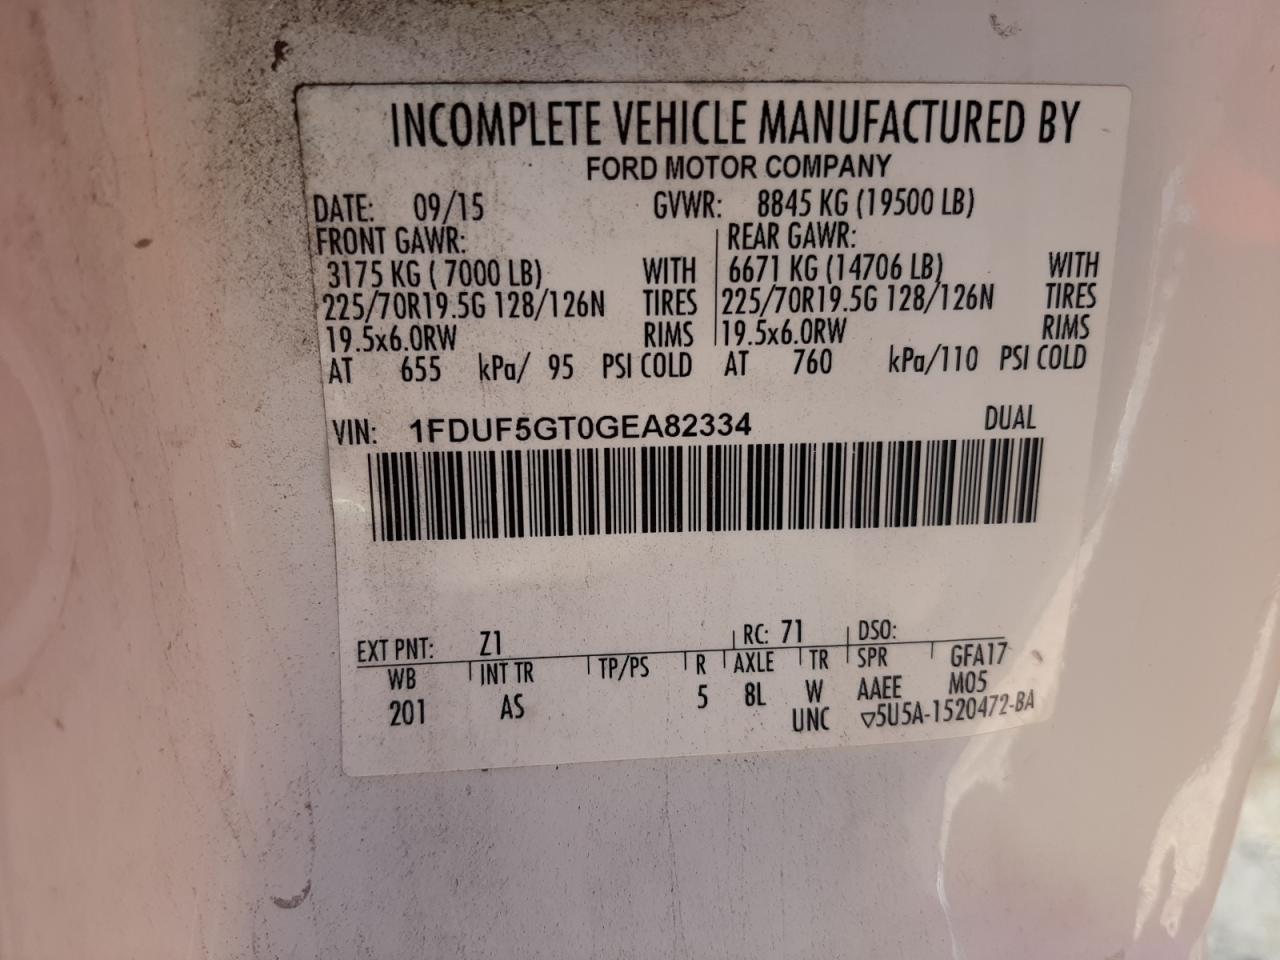 INCOMPLETE VEHICLE MANUFACTURED BY
FORD MOTOR COMPANY
DATE: 09/15 GVWR: 8845 KG (19500 LB)
FRONT GAWR: REAR GAWR:
3175 KG ( 7000 LB) WITH 6671 KG (14706 LB) WITH
225/70R19.5G 128/126N TIRES 225/70R19.5G 128/126N TIRES
19.5x6.0RW RIMS 19.5x6.0RW RIMS
AT 655 kPa/ 95 PSI COLD AT 760 kPa/110 PSI COLD
VIN: 1FDUF5GT0GEA82334 DUAL
EXT PNT: Z1 RC: 71 DSO:
WB INT TR TP/PS R AXLE TR SPR GFA17
201 AS 5 8L W AAEE M05
UNC ▽5U5A-1520472-BA